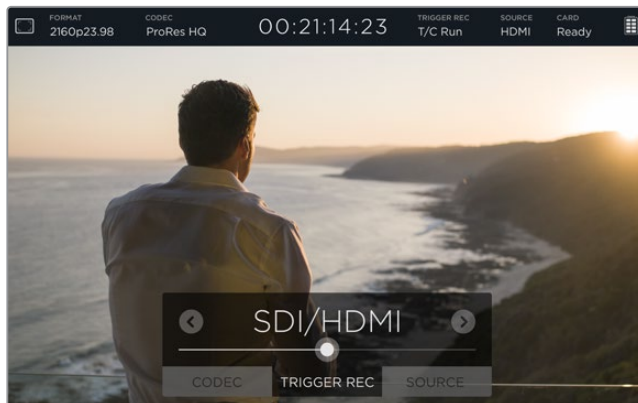 FORMAT
2160p23.98
CODEC
ProRes HQ
00:21:14:23
TRIGGER REC
T/C Run
SOURCE
HDMI
CARD
Ready
SDI/HDMI
CODEC
TRIGGER REC
SOURCE